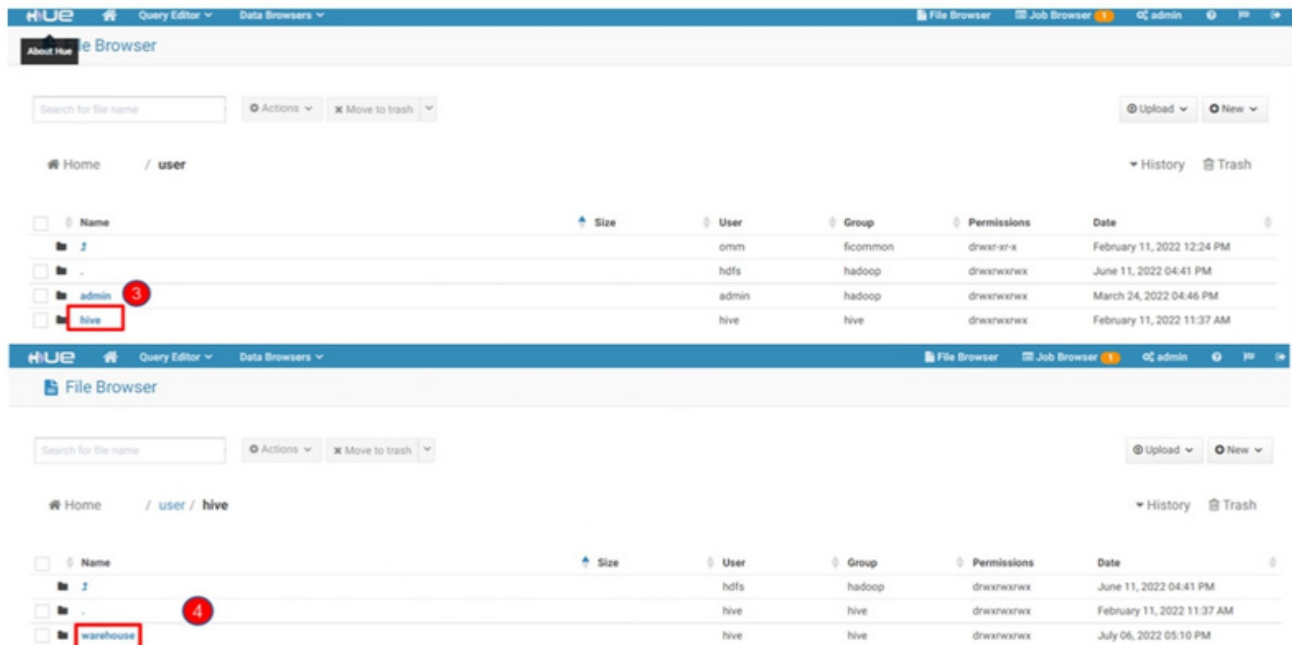 HUE Query Editor Data Browsers File Browser Job Browser 1 admin
About Hue e Browser
Search for file name Actions Move to trash Upload New
Home / user History Trash
Name Size User Group Permissions Date
omm ficommon drwxr-xr-x February 11, 2022 12:24 PM
. hdfs hadoop drwxrwxrwx June 11, 2022 04:41 PM
admin 3 admin hadoop drwxrwxrwx March 24, 2022 04:46 PM
hive hive hive drwxrwxrwx February 11, 2022 11:37 AM
HUE Query Editor Data Browsers File Browser Job Browser 1 admin
File Browser
Search for file name Actions Move to trash Upload New
Home / user / hive History Trash
Name Size User Group Permissions Date
hdfs hadoop drwxrwxrwx June 11, 2022 04:41 PM
. 4 hive hive drwxrwxrwx February 11, 2022 11:37 AM
warehouse hive hive drwxrwxrwx July 06, 2022 05:10 PM